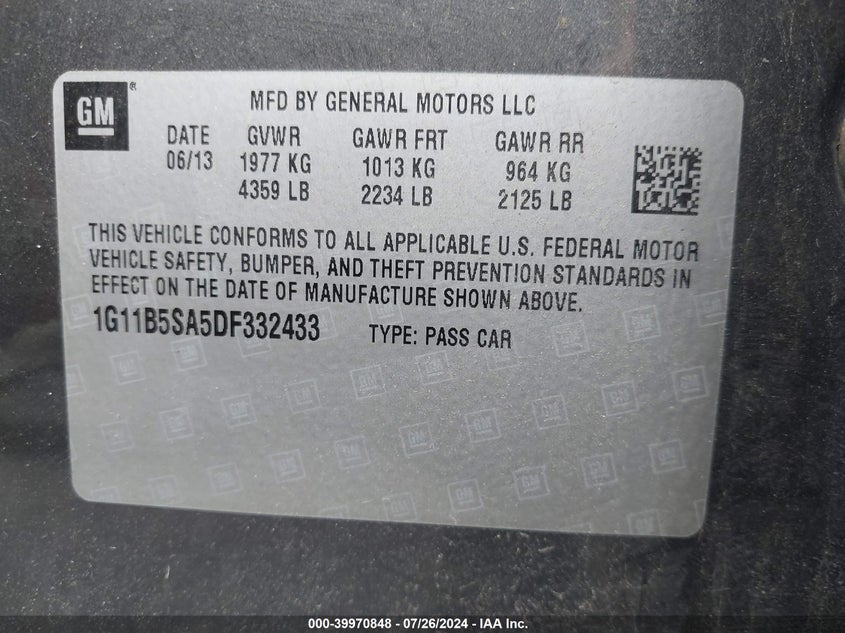 GM ®
MFD BY GENERAL MOTORS LLC
DATE GVWR GAWR FRT GAWR RR
06/13 1977 KG 1013 KG 964 KG
4359 LB 2234 LB 2125 LB
THIS VEHICLE CONFORMS TO ALL APPLICABLE U.S. FEDERAL MOTOR
VEHICLE SAFETY, BUMPER, AND THEFT PREVENTION STANDARDS IN
EFFECT ON THE DATE OF MANUFACTURE SHOWN ABOVE.
1G11B5SA5DF332433 TYPE: PASS CAR
000-39970848 - 07/26/2024 - IAA Inc.